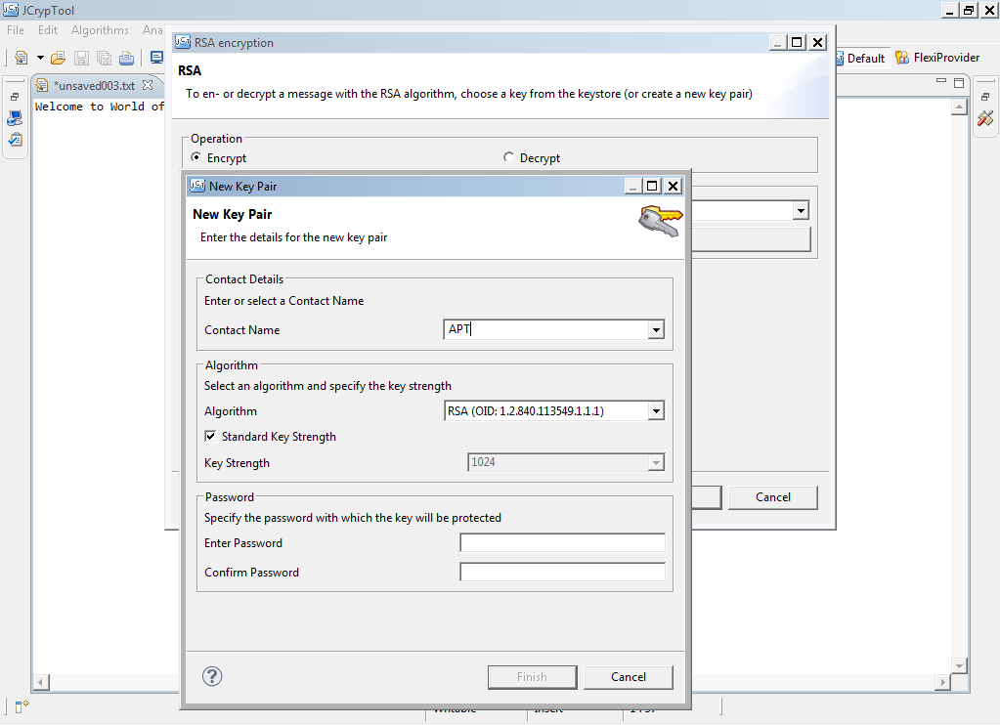 JCrypTool
File Edit Algorithms Ana
Default FlexiProvider
*unsaved003.txt
Welcome to World of
RSA encryption
RSA
To en- or decrypt a message with the RSA algorithm, choose a key from the keystore (or create a new key pair)
Operation
Encrypt Decrypt
New Key Pair
New Key Pair
Enter the details for the new key pair
Contact Details
Enter or select a Contact Name
Contact Name APT
Algorithm
Select an algorithm and specify the key strength
Algorithm RSA (OID: 1.2.840.113549.1.1.1)
Standard Key Strength
Key Strength 1024
Password
Specify the password with which the key will be protected
Enter Password
Confirm Password
Finish Cancel
Cancel
Writable Insert